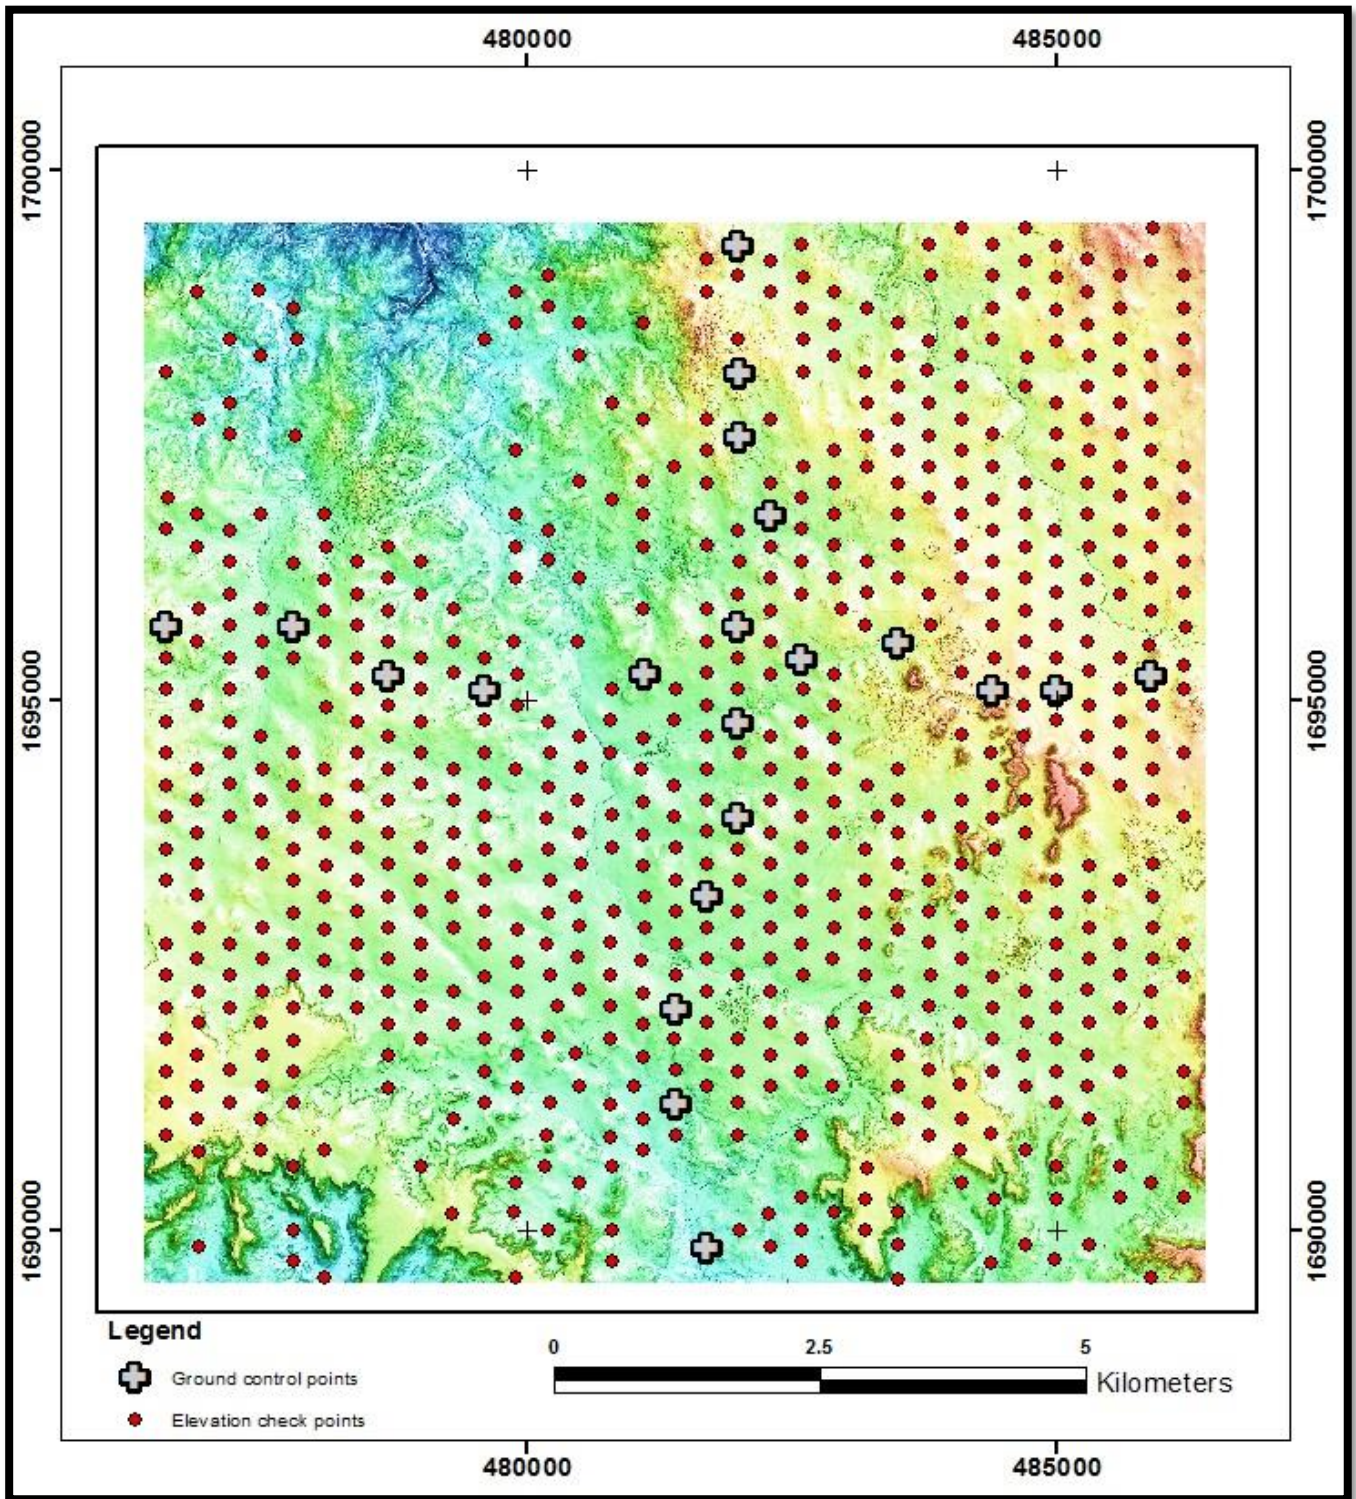 480000 485000
1700000 1700000
1695000 1695000
1690000 1690000
Legend
Ground control points
Elevation check points
0 2.5 5
Kilometers
480000 485000